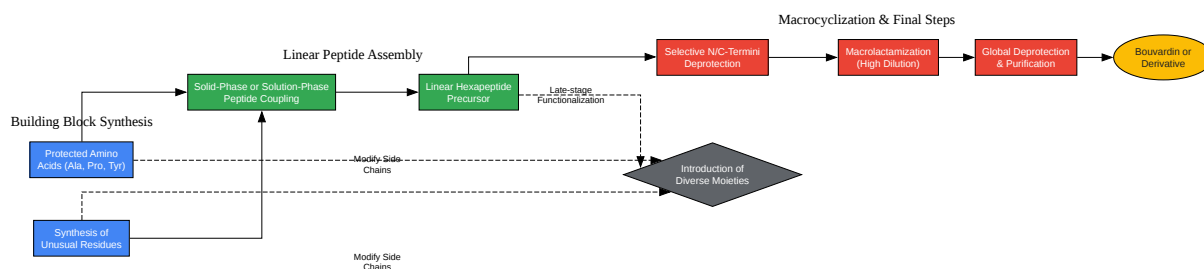 Macrocyclization & Final Steps
Linear Peptide Assembly
Selective N/C-Termini
Deprotection
Macrolactamization
(High Dilution)
Global Deprotection
& Purification
Bouvardin or
Derivative
Solid-Phase or Solution-Phase
Peptide Coupling
Linear Hexapeptide
Precursor
Late-stage
Functionalization
Building Block Synthesis
Protected Amino
Acids (Ala, Pro, Tyr)
Modify Side
Chains
Introduction of
Diverse Moieties
Synthesis of
Unusual Residues
Modify Side
Chains